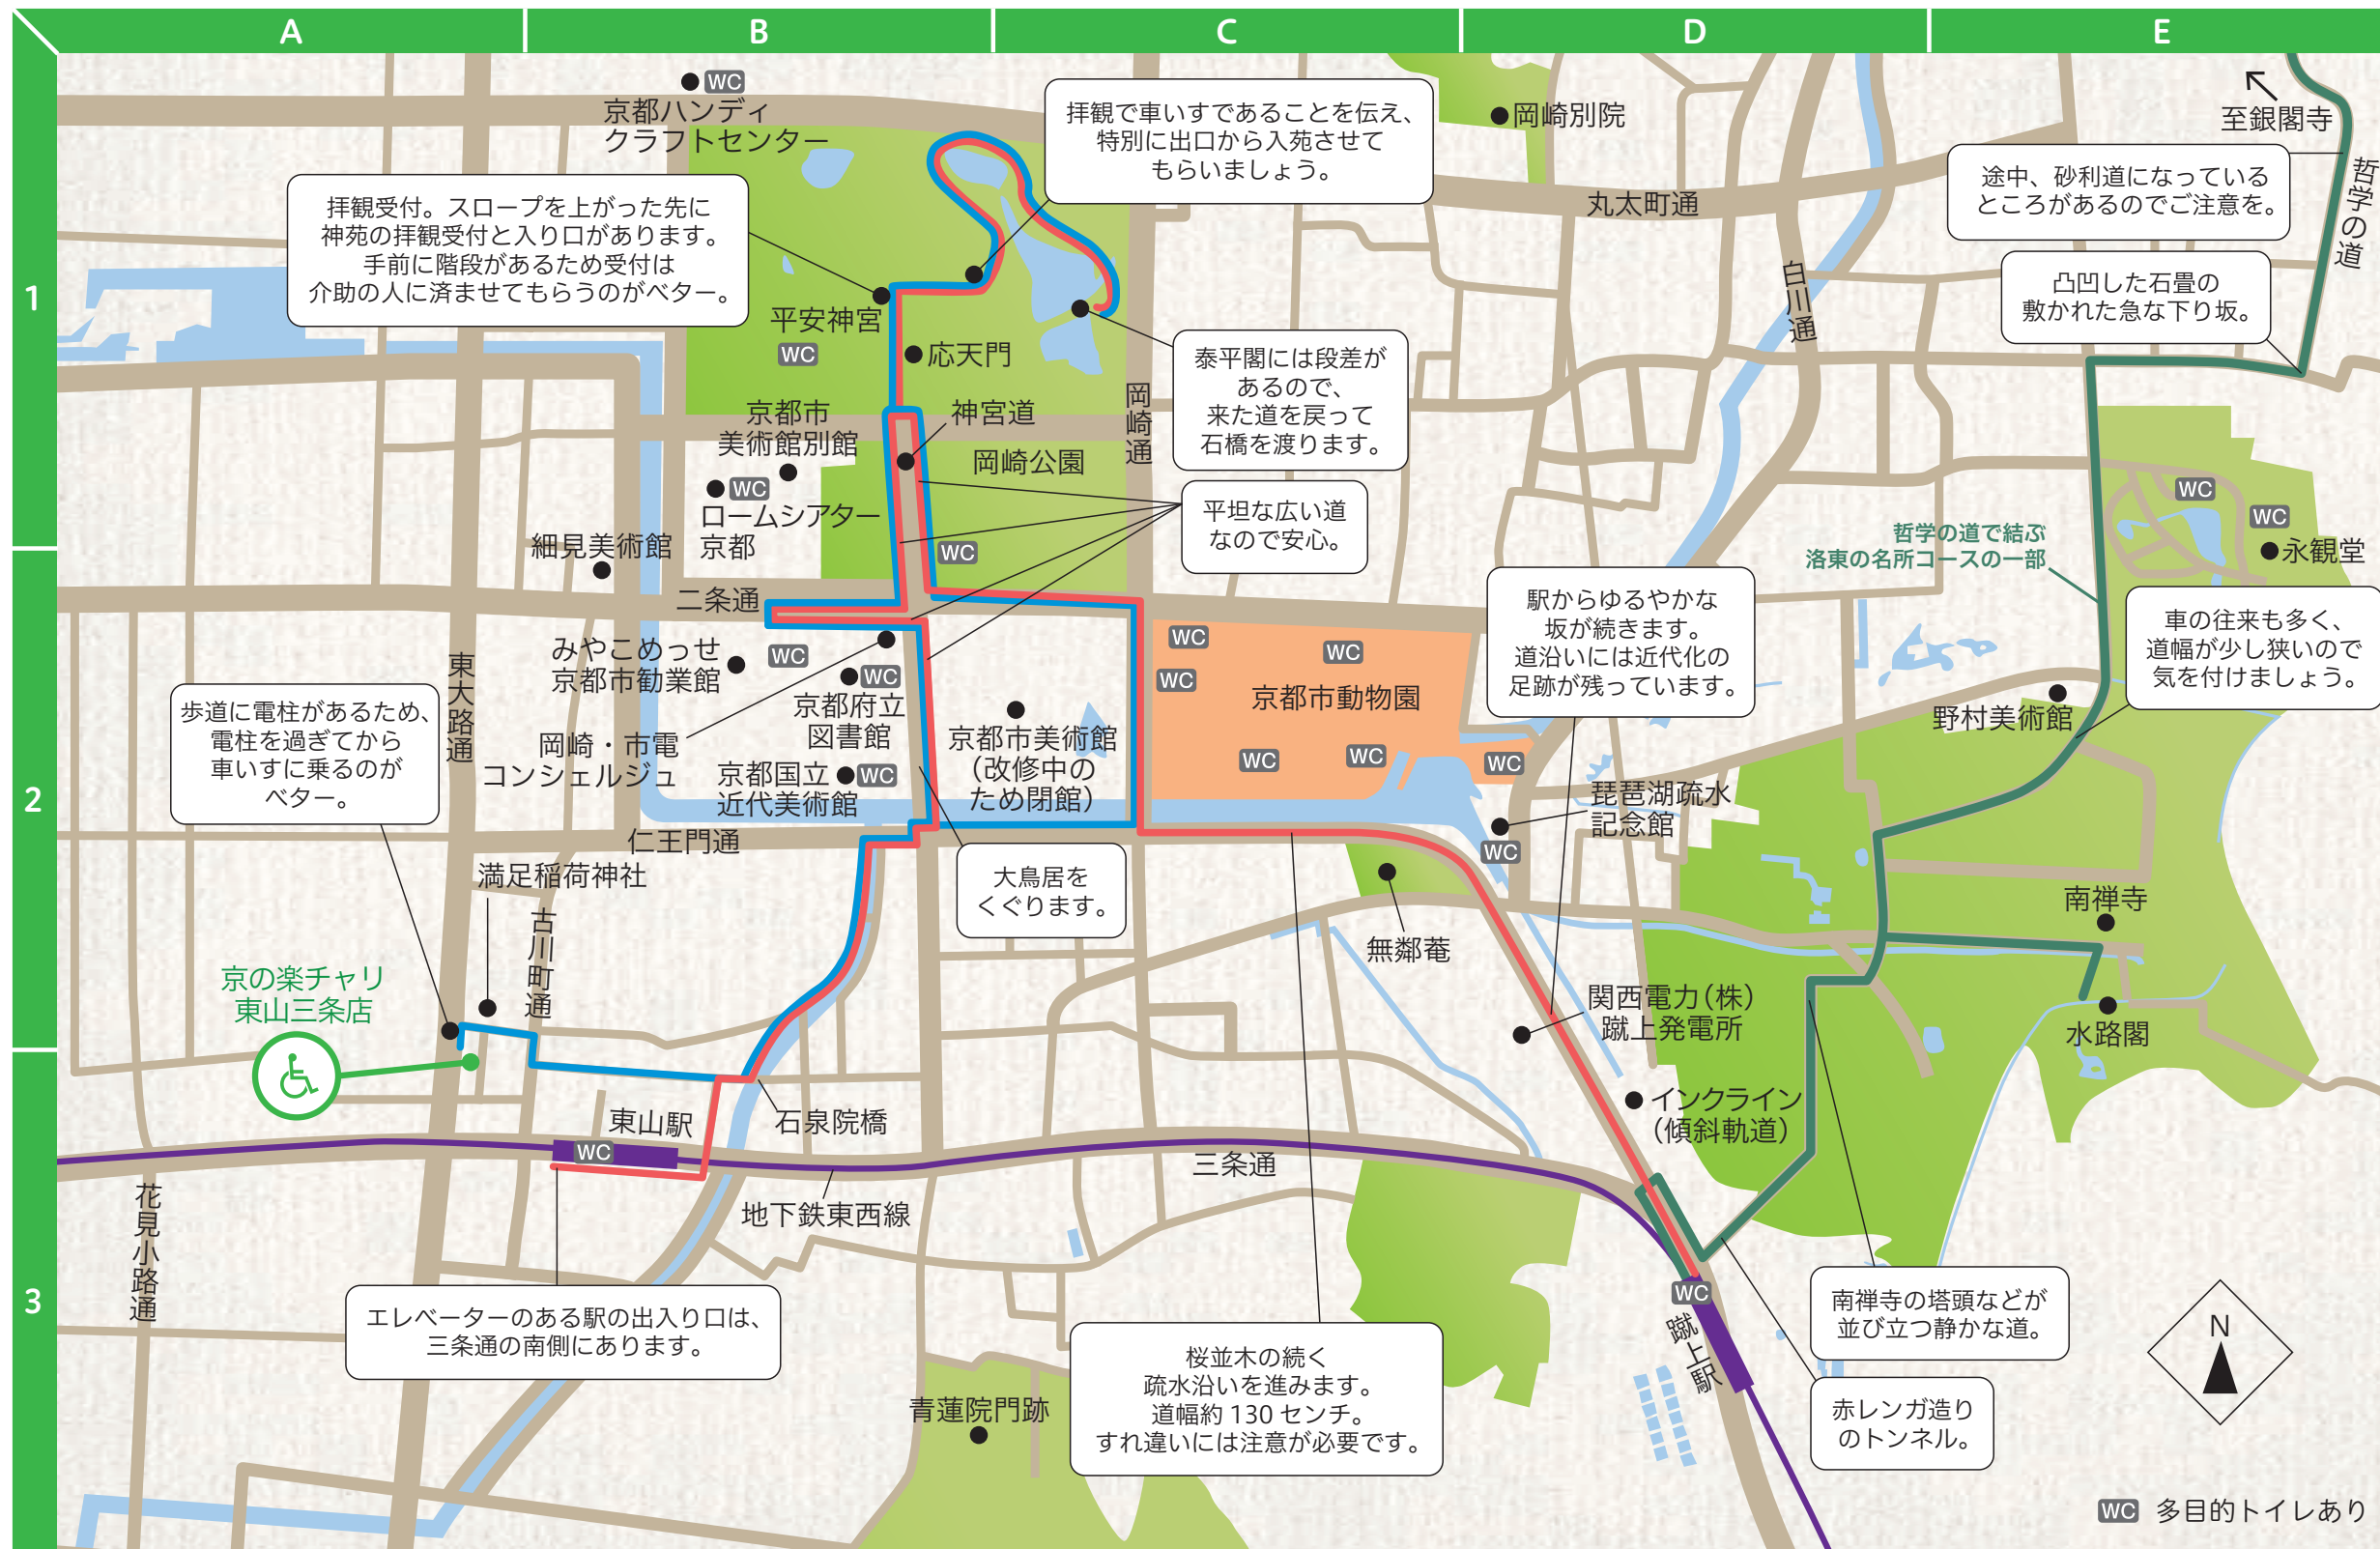 A
B
C
D
E
1
2
3
WC
京都ハンディ
クラフトセンター
拝観で車いすであることを伝え、
特別に出口から入苑させて
もらいましょう。
岡崎別院
至銀閣寺
哲学の道
途中、砂利道になっている
ところがあるのでご注意を。
丸太町通
拝観受付。スロープを上がった先に
神苑の拝観受付と入り口があります。
手前に階段があるため受付は
介助の人に済ませてもらうのがベター。
凸凹した石畳の
敷かれた急な下り坂。
白川通
平安神宮
WC
応天門
泰平閣には段差が
あるので、
来た道を戻って
石橋を渡ります。
岡崎通
京都市
美術館別館
神宮道
岡崎公園
WC
ロームシアター
京都
平坦な広い道
なので安心。
WC
WC
WC
永観堂
哲学の道で結ぶ
洛東の名所コースの一部
細見美術館
二条通
駅からゆるやかな
坂が続きます。
道沿いには近代化の
足跡が残っています。
車の往来も多く、
道幅が少し狭いので
気を付けましょう。
みやこめっせ
京都市勧業館
WC
WC
京都府立
図書館
WC
WC
WC
京都市動物園
WC
WC
WC
野村美術館
東大路通
歩道に電柱があるため、
電柱を過ぎてから
車いすに乗るのが
ベター。
岡崎・市電
コンシェルジュ
京都国立
近代美術館
WC
京都市美術館
(改修中の
ため閉館)
琵琶湖疏水
記念館
WC
仁王門通
満足稲荷神社
大鳥居を
くぐります。
古川町通
無鄰菴
南禅寺
京の楽チャリ
東山三条店
関西電力(株)
蹴上発電所
水路閣
インクライン
(傾斜軌道)
東山駅
WC
石泉院橋
三条通
地下鉄東西線
花見小路通
エレベーターのある駅の出入り口は、
三条通の南側にあります。
WC
蹴上駅
南禅寺の塔頭などが
並び立つ静かな道。
N
桜並木の続く
疏水沿いを進みます。
道幅約 130 センチ。
すれ違いには注意が必要です。
赤レンガ造り
のトンネル。
青蓮院門跡
WC 多目的トイレあり